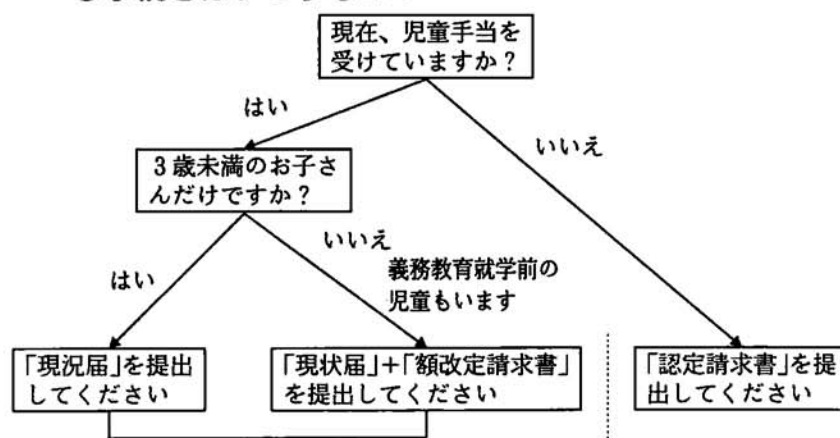 現在、児童手当を
受けていますか？
はい
いいえ
３歳未満のお子さ
んだけですか？
はい
いいえ
義務教育就学前の
児童もいます
「現況届」を提出
してください
「現状届」＋「額改定請求書」
を提出してください
「認定請求書」を提
出してください